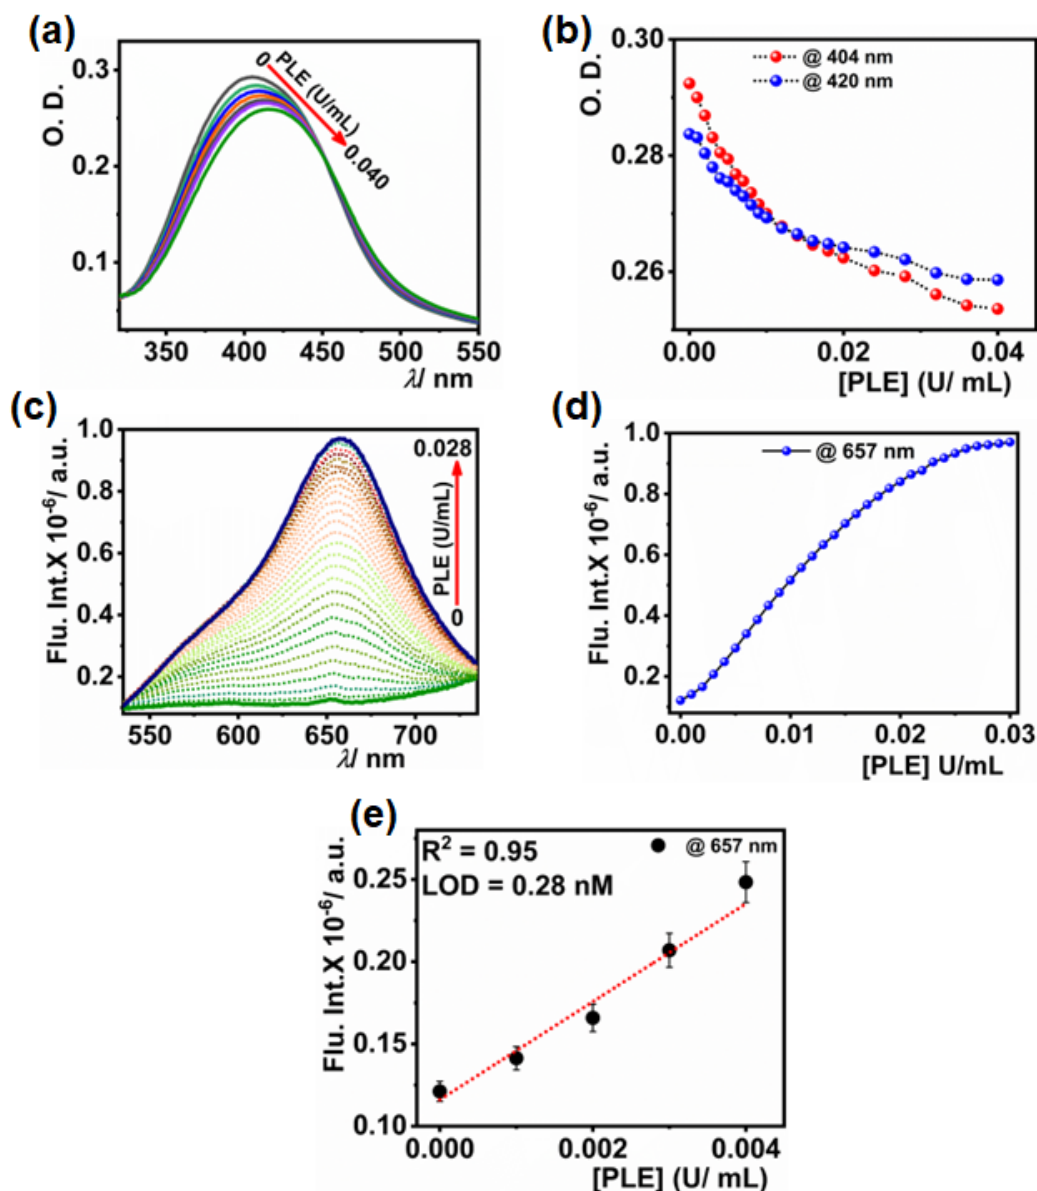 (a)
O. D.
0.3
0.2
0.1
0
PLE (U/mL)
0.040
350 400 450 500 550
λ/ nm
(b)
O. D.
0.30
0.28
0.26
@ 404 nm
@ 420 nm
0.00 0.02 0.04
[PLE] (U/ mL)
(c)
Flu. Int.X 10⁻⁶/ a.u.
1.0
0.8
0.6
0.4
0.2
0.028
PLE (U/mL)
0
550 600 650 700
λ/ nm
(d)
Flu. Int.X 10⁻⁶/ a.u.
1.0
0.8
0.6
0.4
0.2
@ 657 nm
0.00 0.01 0.02 0.03
[PLE] U/mL
(e)
Flu. Int.X 10⁻⁶/ a.u.
0.25
0.20
0.15
0.10
R² = 0.95
LOD = 0.28 nM
@ 657 nm
0.000 0.002 0.004
[PLE] (U/ mL)